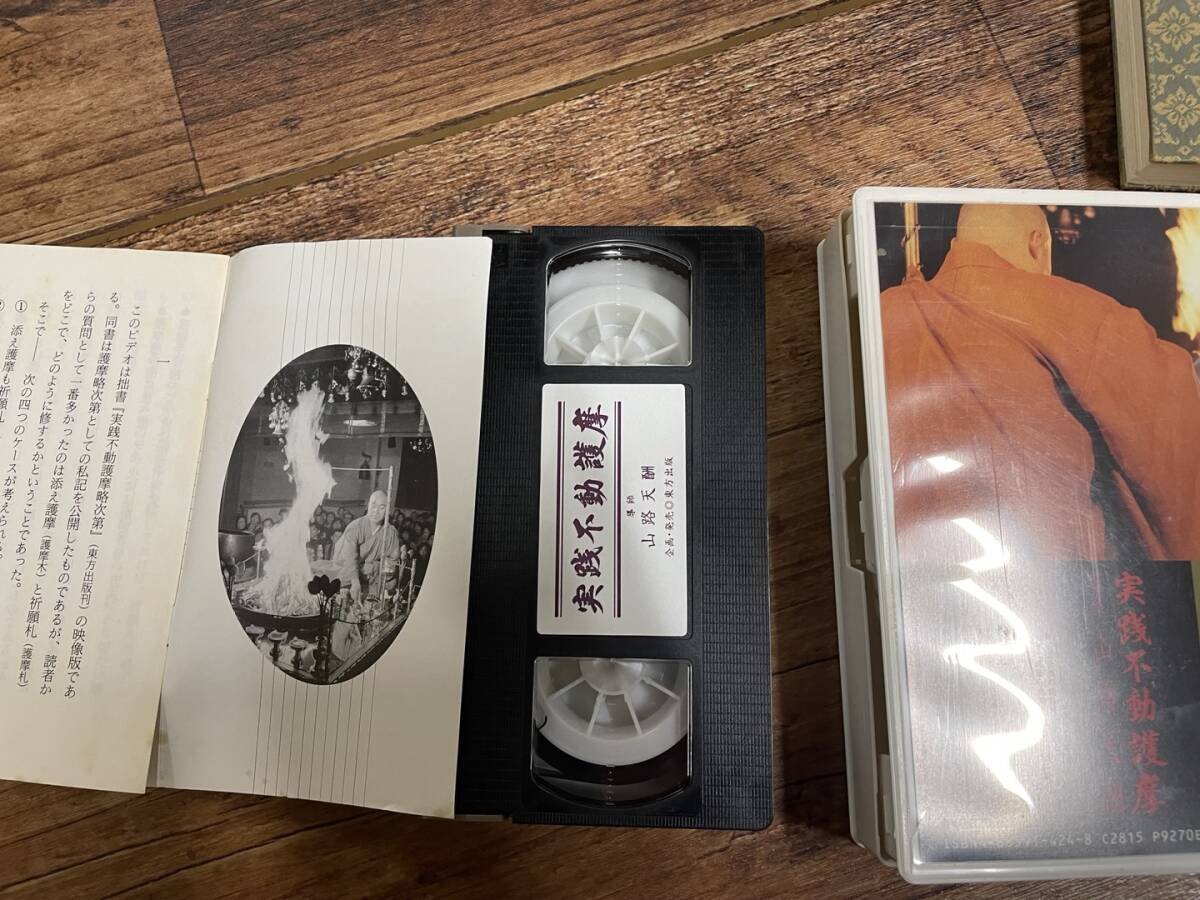 一
このビデオは拙書『実践不動護摩略次第』（東方出版刊）の映像版であ
る。同書は護摩略次第としての私記を公開したものであるが、読者か
らの質問として一番多かったのは添え護摩（護摩木）と祈願札（護摩札）
をどこで、どのように修するかということであった。
そこで── 次の四つのケースが考えられる。
① 添え護摩も祈願札
②
実践不動護摩
導師
山路天酬
企画・発売◎東方出版
実践不動護摩
山
424-8 C2815 P9270E